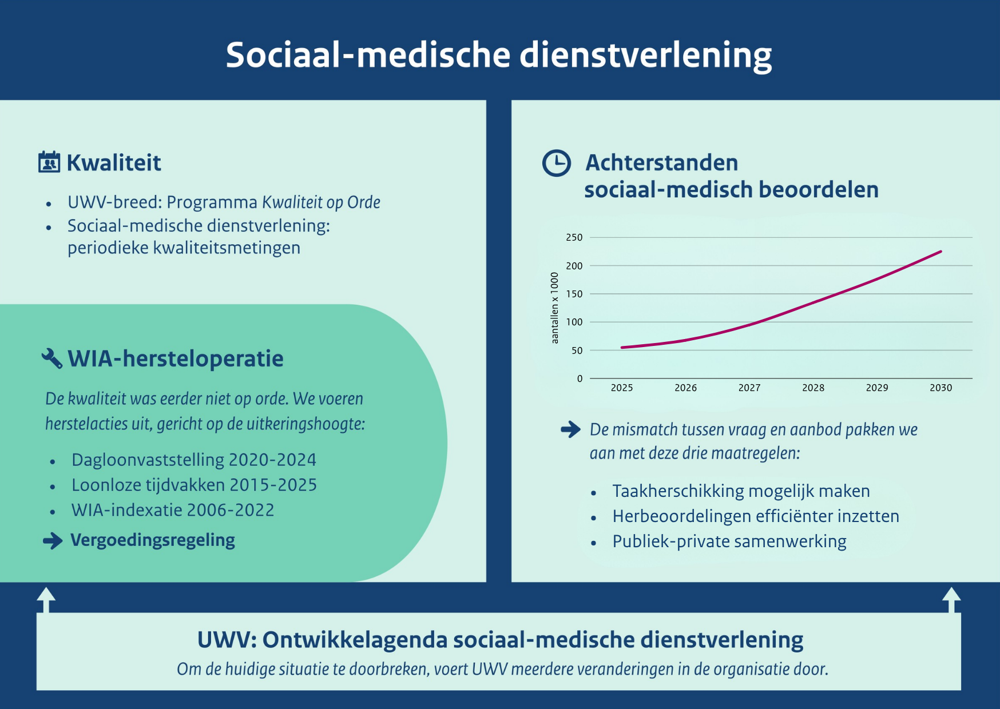 Sociaal-medische dienstverlening
Kwaliteit
• UWV-breed: Programma Kwaliteit op Orde
• Sociaal-medische dienstverlening:
periodieke kwaliteitsmetingen
WIA-hersteloperatie
De kwaliteit was eerder niet op orde. We voeren
herstelacties uit, gericht op de uitkeringshoogte:
• Dagloonvaststelling 2020-2024
• Loonloze tijdvakken 2015-2025
• WIA-indexatie 2006-2022
Vergoedingsregeling
Achterstanden
sociaal-medisch beoordelen
aantallen x 1000
250
200
150
100
50
0
2025 2026 2027 2028 2029 2030
De mismatch tussen vraag en aanbod pakken we
aan met deze drie maatregelen:
• Taakherschikking mogelijk maken
• Herbeoordelingen efficiënter inzetten
• Publiek-private samenwerking
UWV: Ontwikkelagenda sociaal-medische dienstverlening
Om de huidige situatie te doorbreken, voert UWV meerdere veranderingen in de organisatie door.